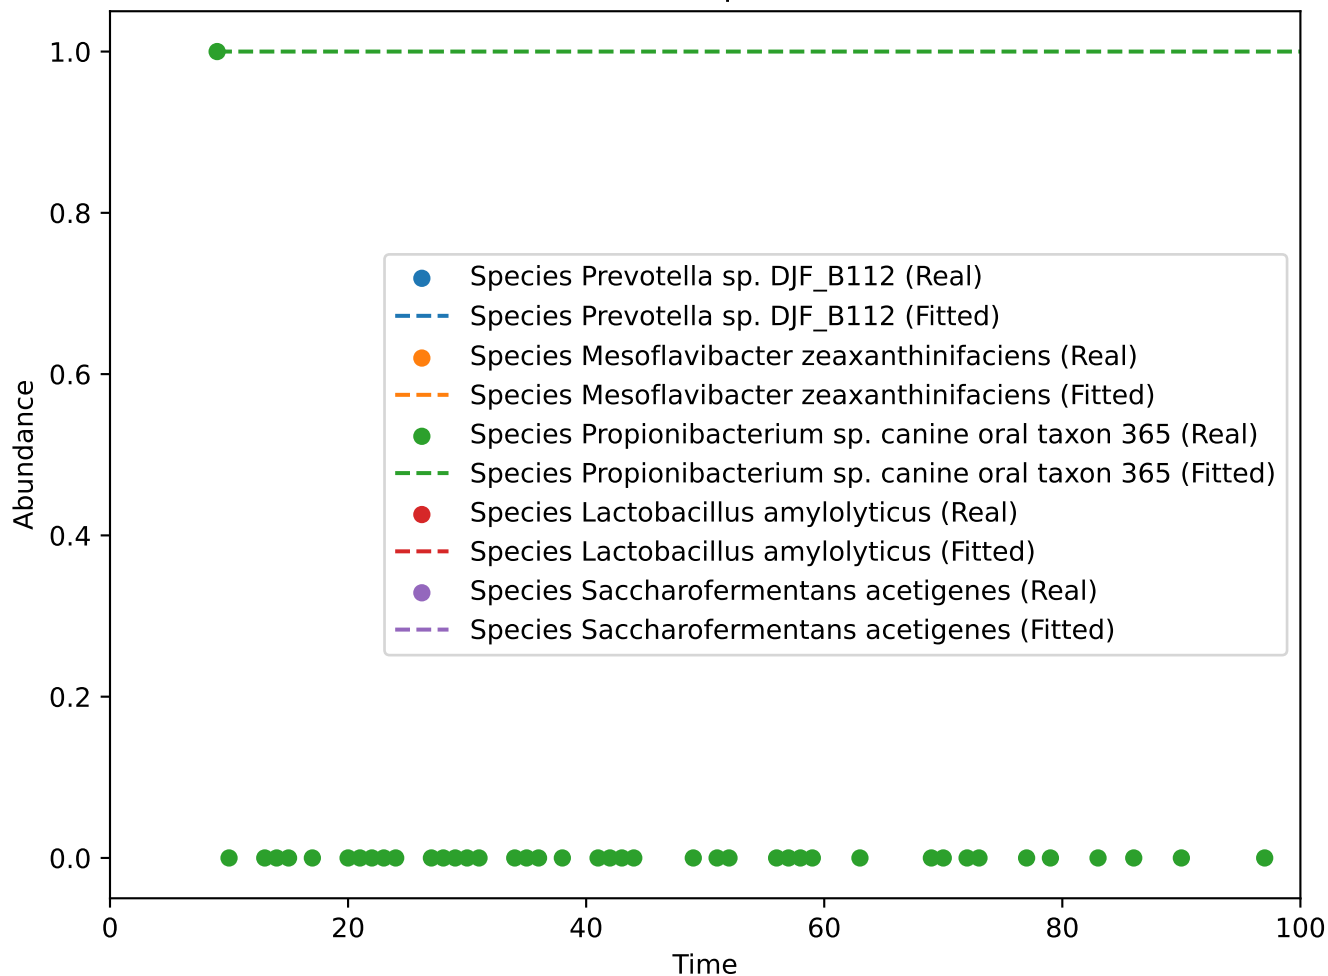 1.0
0.8
0.6
0.4
0.2
0.0
Abundance
Species Prevotella sp. DJF_B112 (Real)
Species Prevotella sp. DJF_B112 (Fitted)
Species Mesoflavibacter zeaxanthinifaciens (Real)
Species Mesoflavibacter zeaxanthinifaciens (Fitted)
Species Propionibacterium sp. canine oral taxon 365 (Real)
Species Propionibacterium sp. canine oral taxon 365 (Fitted)
Species Lactobacillus amylolyticus (Real)
Species Lactobacillus amylolyticus (Fitted)
Species Saccharofermentans acetigenes (Real)
Species Saccharofermentans acetigenes (Fitted)
0 20 40 60 80 100
Time